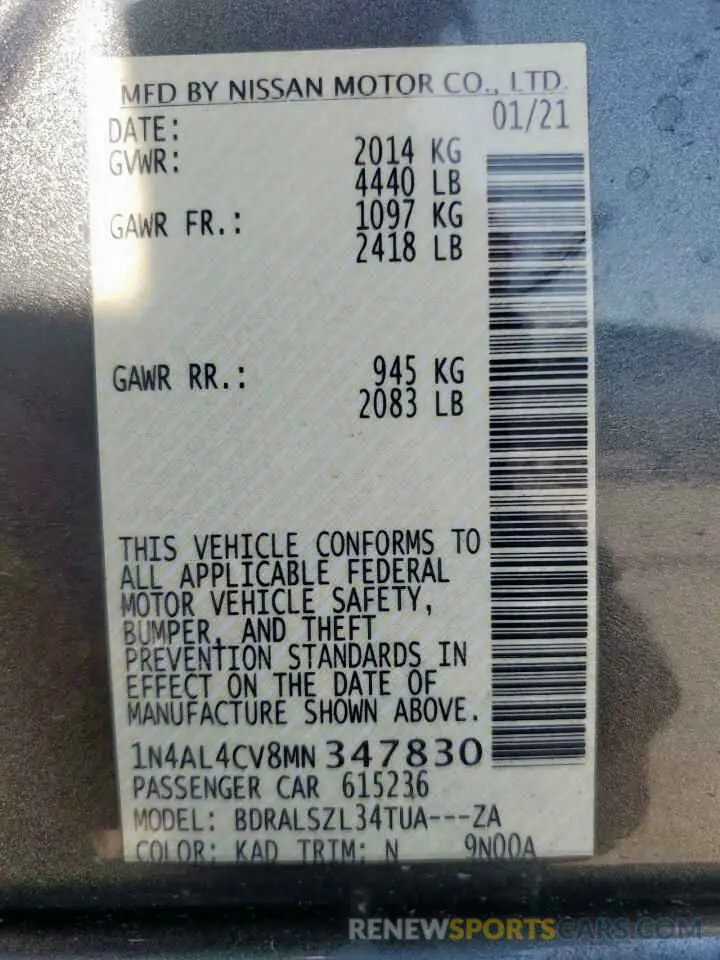 MFD BY NISSAN MOTOR CO., LTD.
DATE: 01/21
GVWR: 2014 KG
4440 LB
GAWR FR.: 1097 KG
2418 LB
GAWR RR.: 945 KG
2083 LB
THIS VEHICLE CONFORMS TO
ALL APPLICABLE FEDERAL
MOTOR VEHICLE SAFETY,
BUMPER, AND THEFT
PREVENTION STANDARDS IN
EFFECT ON THE DATE OF
MANUFACTURE SHOWN ABOVE.
1N4AL4CV8MN 347830
PASSENGER CAR 615236
MODEL: BDRALSZL34TUA---ZA
COLOR: KAD TRIM: N 9N00A
RENEWSPORTSCARS.COM